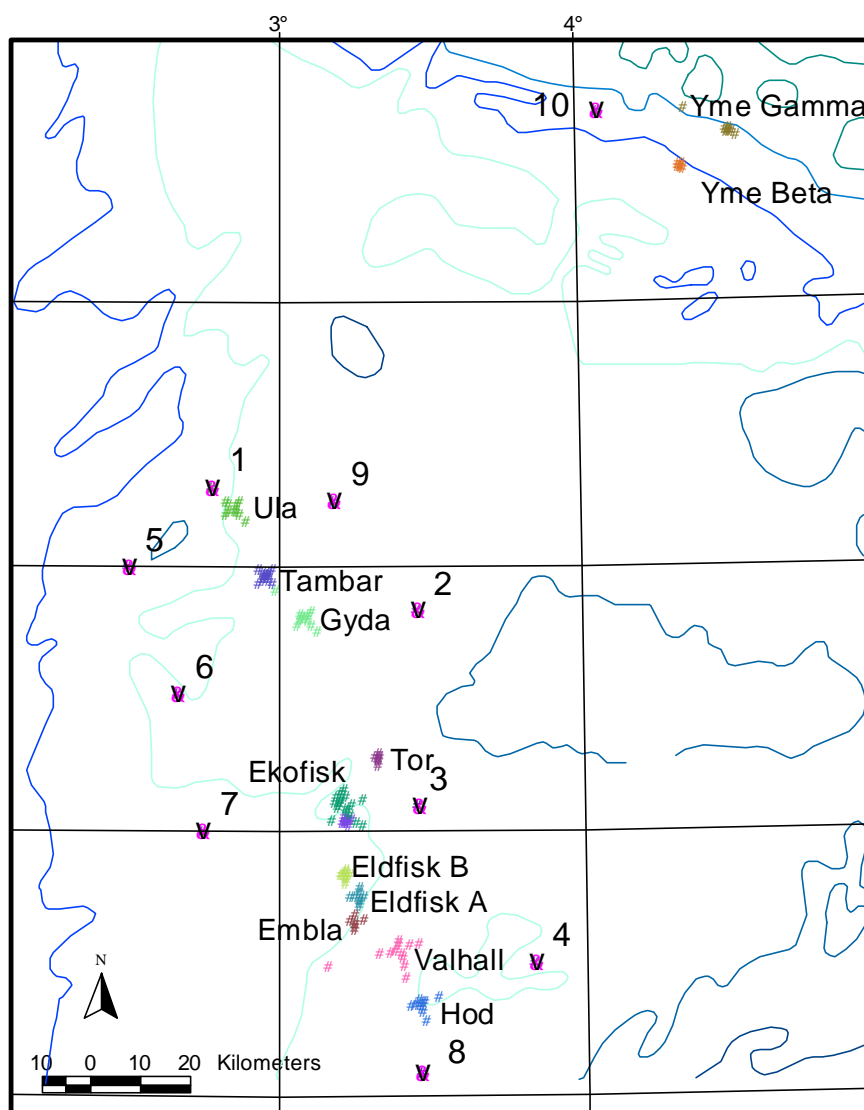 3° 4°
10 v Yme Gamma
Yme Beta
1 9
v v
Ula
5
v
Tambar 2
v
Gyda
6
v
Tor
Ekofisk 3
v
7
v
Eldfisk B
Eldfisk A
Embla
4
v
Valhall
Hod
N
8
v
10 0 10 20 Kilometers